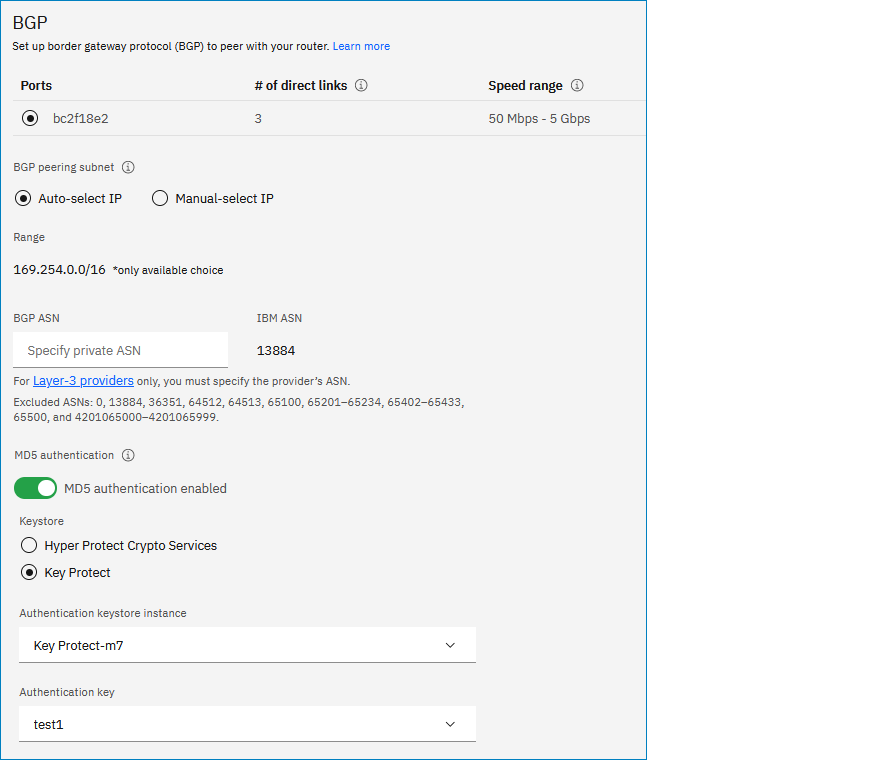 BGP
Set up border gateway protocol (BGP) to peer with your router. Learn more
Ports # of direct links Speed range
bc2f18e2 3 50 Mbps - 5 Gbps
BGP peering subnet
Auto-select IP Manual-select IP
Range
169.254.0.0/16 *only available choice
BGP ASN IBM ASN
Specify private ASN 13884
For Layer-3 providers only, you must specify the provider's ASN.
Excluded ASNs: 0, 13884, 36351, 64512, 64513, 65100, 65201–65234, 65402–65433,
65500, and 4201065000–4201065999.
MD5 authentication
MD5 authentication enabled
Keystore
Hyper Protect Crypto Services
Key Protect
Authentication keystore instance
Key Protect-m7
Authentication key
test1